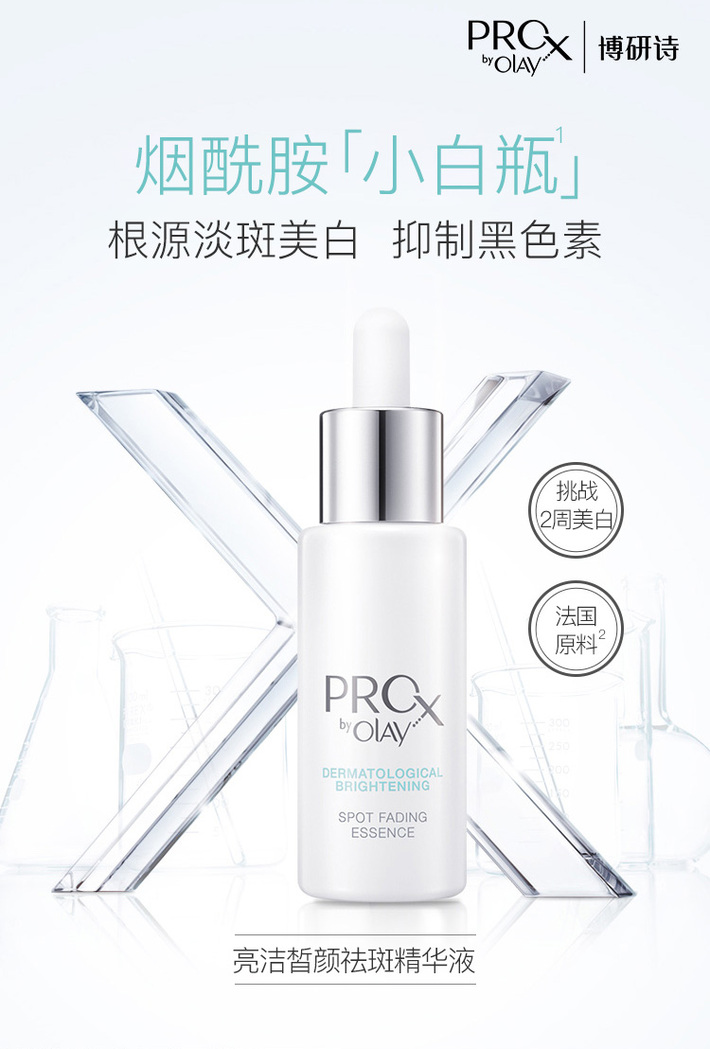 PROX by OLAY 博研诗
烟酰胺「小白瓶」1
根源淡斑美白 抑制黑色素
挑战
2周美白
法国
原料2
PROX
by OLAY
DERMATOLOGICAL
BRIGHTENING
SPOT FADING
ESSENCE
亮洁皙颜祛斑精华液